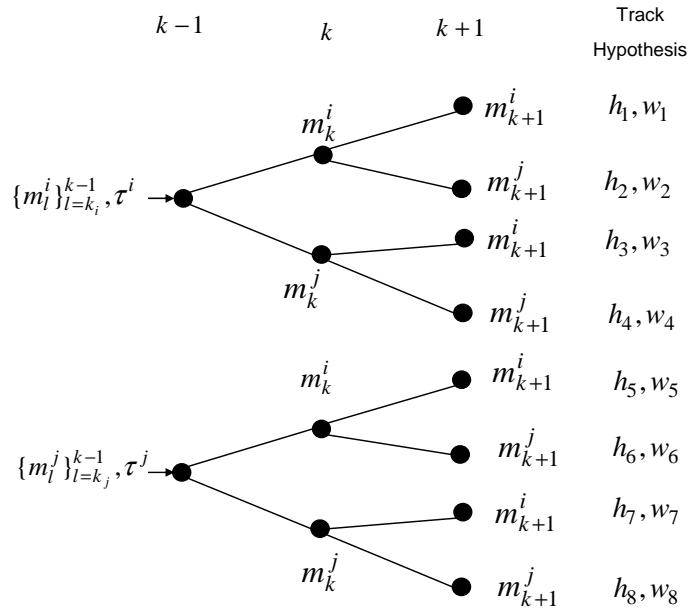 k − 1 k k + 1 Track Hypothesis
m_{k+1}^{i} h_1, w_1
m_k^{i}
m_{k+1}^{j} h_2, w_2
{m_l^{i}}_{l=k_i}^{k−1}, τ^{i}
m_{k+1}^{i} h_3, w_3
m_k^{j}
m_{k+1}^{j} h_4, w_4
m_k^{i}
m_{k+1}^{i} h_5, w_5
m_{k+1}^{j} h_6, w_6
{m_l^{j}}_{l=k_j}^{k−1}, τ^{j}
m_{k+1}^{i} h_7, w_7
m_k^{j}
m_{k+1}^{j} h_8, w_8